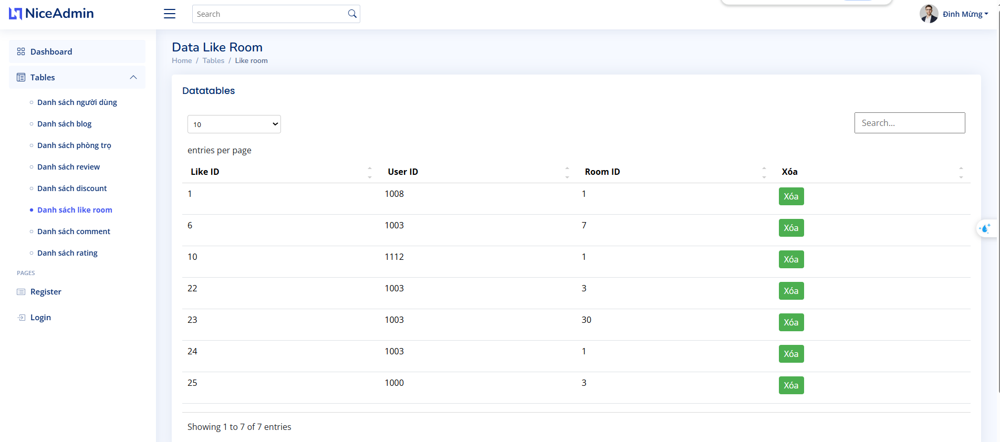 NiceAdmin
Search
Đinh Mừng
Dashboard
Tables
Danh sách người dùng
Danh sách blog
Danh sách phòng trọ
Danh sách review
Danh sách discount
Danh sách like room
Danh sách comment
Danh sách rating
PAGES
Register
Login
Data Like Room
Home / Tables / Like room
Datatables
10
Search...
entries per page
Like ID User ID Room ID Xóa
1 1008 1 Xóa
6 1003 7 Xóa
10 1112 1 Xóa
22 1003 3 Xóa
23 1003 30 Xóa
24 1003 1 Xóa
25 1000 3 Xóa
Showing 1 to 7 of 7 entries